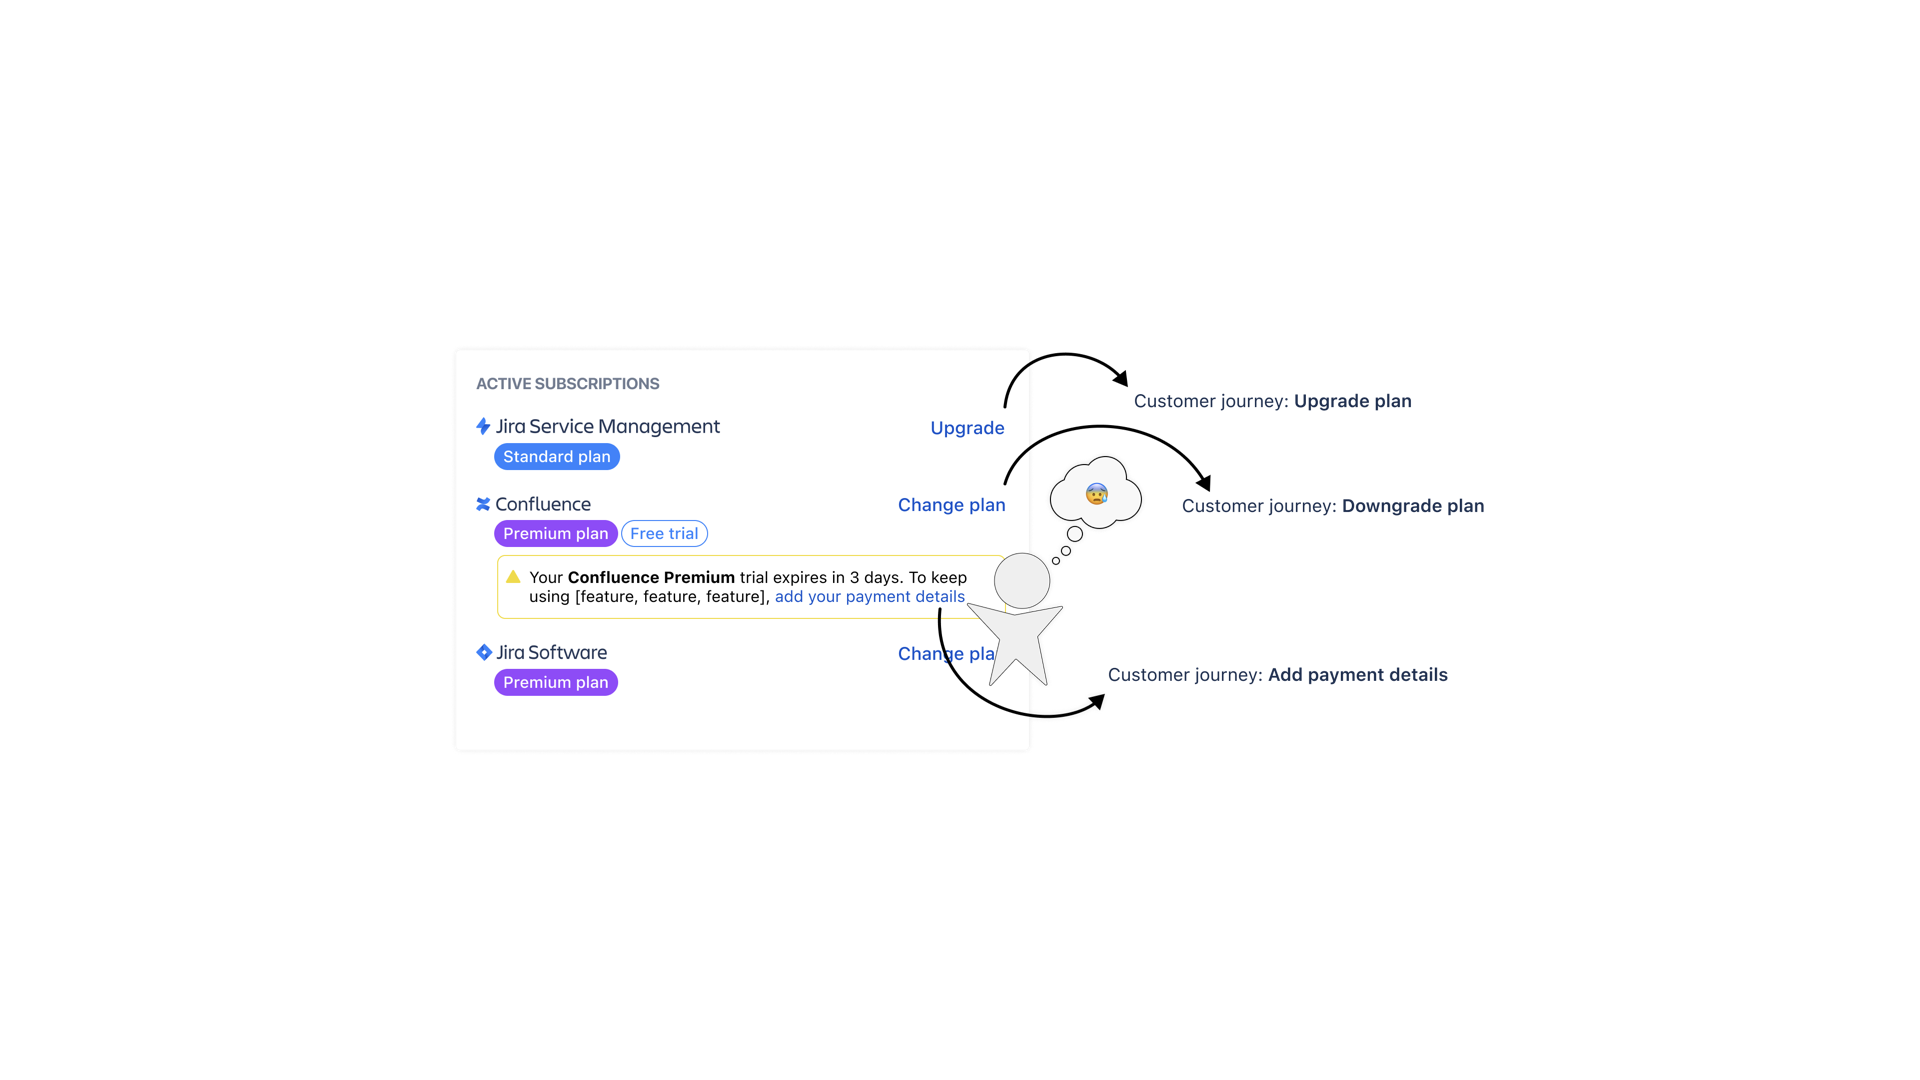 ACTIVE SUBSCRIPTIONS
Jira Service Management
Upgrade
Standard plan
Confluence
Change plan
Premium plan
Free trial
Your Confluence Premium trial expires in 3 days. To keep
using [feature, feature, feature], add your payment details
Jira Software
Change pla
Premium plan
Customer journey: Upgrade plan
Customer journey: Downgrade plan
Customer journey: Add payment details